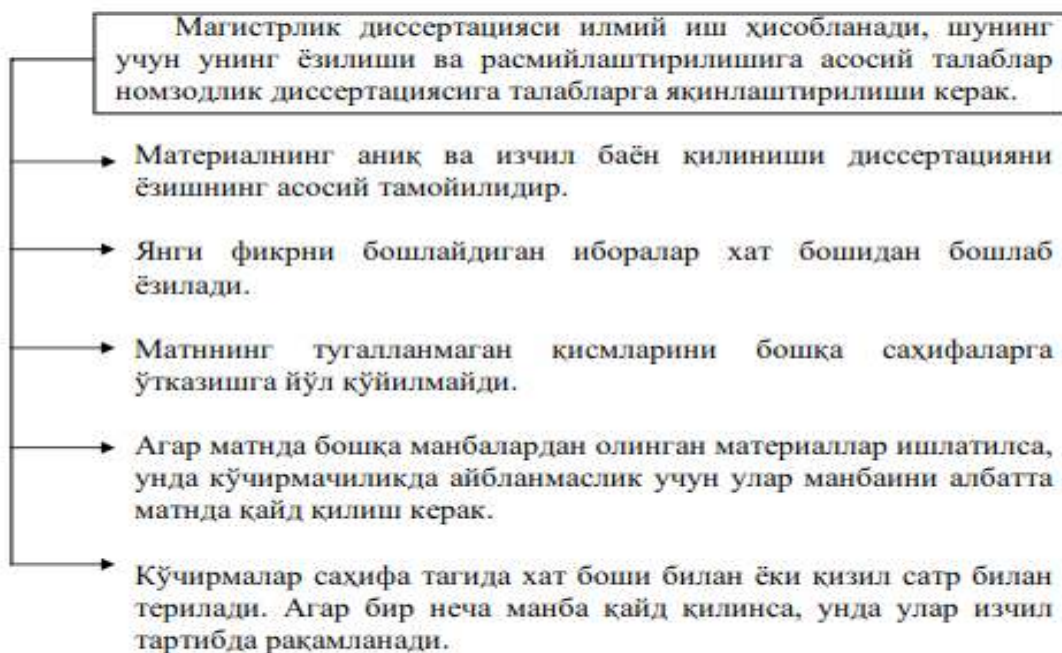 Магистрлик диссертацияси илмий иш ҳисобланади, шунинг
учун унинг ёзилиши ва расмийлаштирилишига асосий талаблар
номзодлик диссертациясига талабларга яқинлаштирилиши керак.
Материалнинг аниқ ва изчил баён қилиниши диссертацияни
ёзишнинг асосий тамойилидир.
Янги фикрни бошлайдиган иборалар хат бошидан бошлаб
ёзилади.
Матннинг тугалланмаган қисмларини бошқа саҳифаларга
ўтказишга йўл қўйилмайди.
Агар матнда бошқа манбалардан олинган материаллар ишлатилса,
унда кўчирмачиликда айбланмаслик учун улар манбаини албатта
матнда қайд қилиш керак.
Кўчирмалар саҳифа тагида хат боши билан ёки қизил сатр билан
терилади. Агар бир неча манба қайд қилинса, унда улар изчил
тартибда рақамланади.